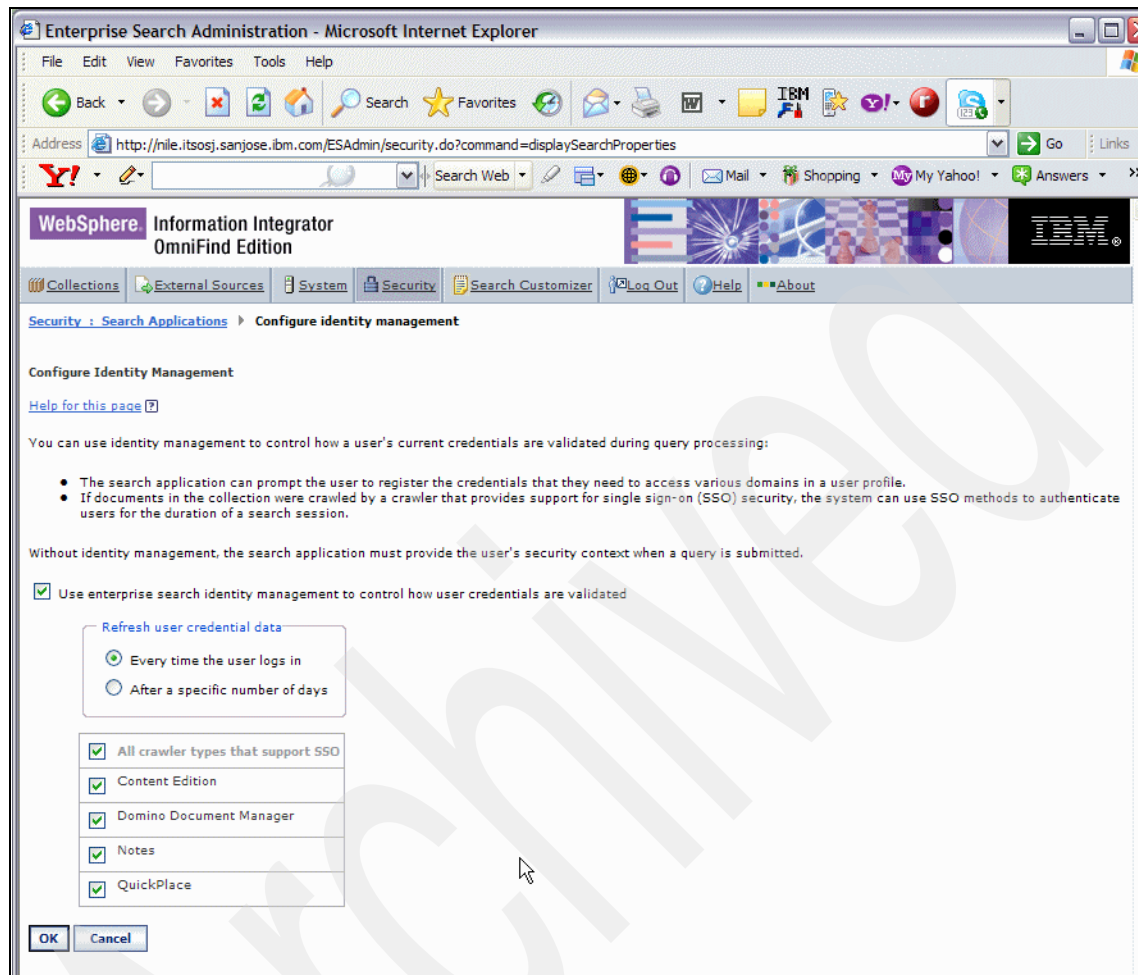 Enterprise Search Administration - Microsoft Internet Explorer
File Edit View Favorites Tools Help
Back Search Favorites IBM
Address http://nile.itsosj.sanjose.ibm.com/ESAdmin/security.do?command=displaySearchProperties Go Links
Y! Search Web Mail Shopping My My Yahoo! Answers »
WebSphere. Information Integrator
OmniFind Edition
IBM®
Collections External Sources System Security Search Customizer Log Out Help About
Security : Search Applications Configure identity management
Configure Identity Management
Help for this page ?
You can use identity management to control how a user's current credentials are validated during query processing:
● The search application can prompt the user to register the credentials that they need to access various domains in a user profile.
● If documents in the collection were crawled by a crawler that provides support for single sign-on (SSO) security, the system can use SSO methods to authenticate
users for the duration of a search session.
Without identity management, the search application must provide the user's security context when a query is submitted.
Use enterprise search identity management to control how user credentials are validated
Refresh user credential data
Every time the user logs in
After a specific number of days
All crawler types that support SSO
Content Edition
Domino Document Manager
Notes
QuickPlace
OK Cancel
Archived